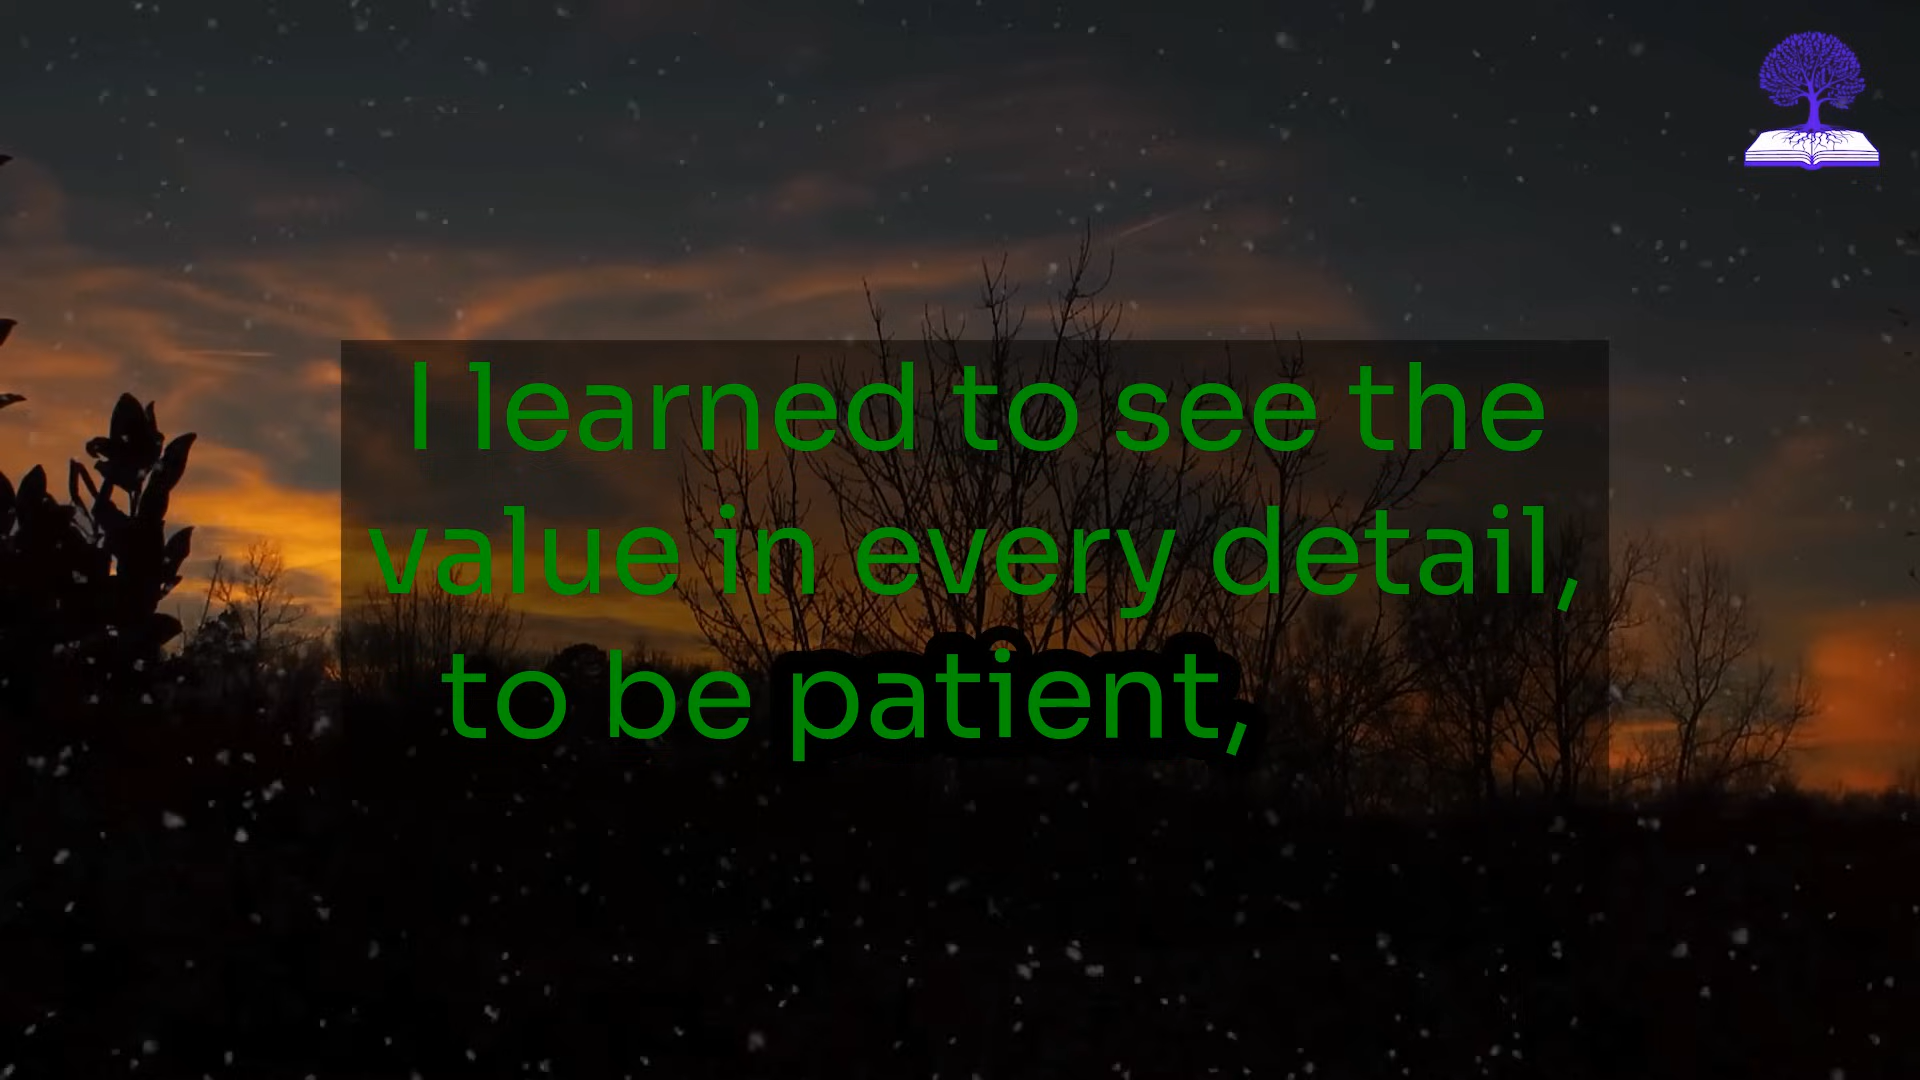 I learned to see the
value in every detail,
to be patient,